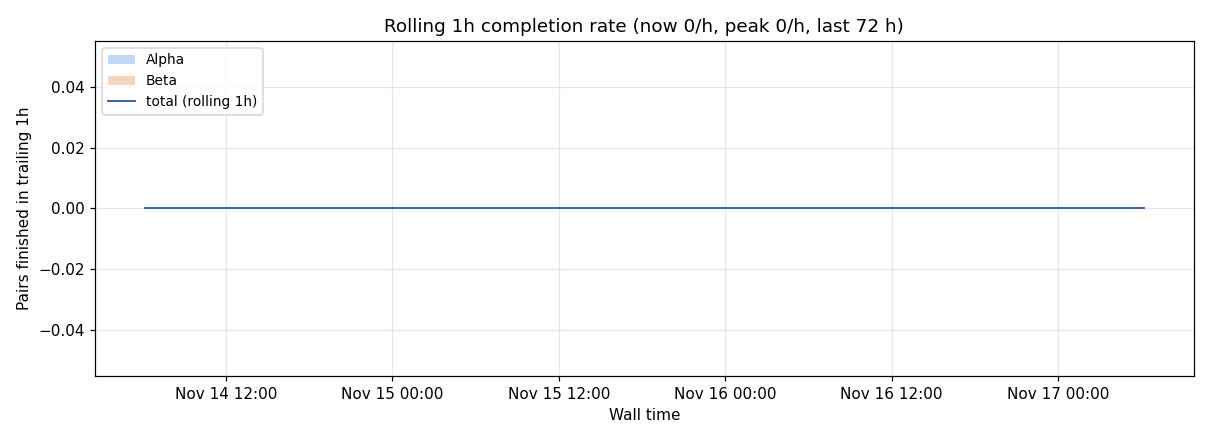 Rolling 1h completion rate (now 0/h, peak 0/h, last 72 h)
Alpha
Beta
total (rolling 1h)
Pairs finished in trailing 1h
0.04
0.02
0.00
−0.02
−0.04
Nov 14 12:00
Nov 15 00:00
Nov 15 12:00
Nov 16 00:00
Nov 16 12:00
Nov 17 00:00
Wall time